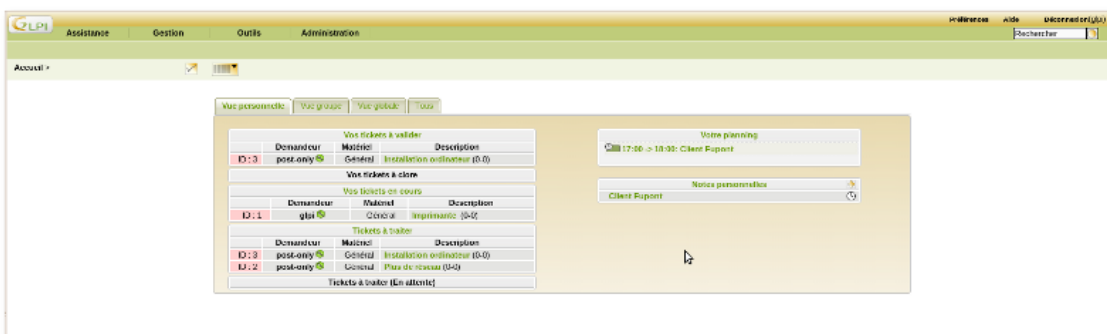 GLPI
Préférences Aide Déconnexion(glpi)
Assistance Gestion Outils Administration
Rechercher
Accueil >
Vue personnelle Vue groupe Vue globale Tous
Vos tickets à valider
Demandeur Matériel Description
ID : 3 post-only Général Installation ordinateur (0-0)
Vos tickets à clore
Vos tickets en cours
Demandeur Matériel Description
ID : 1 glpi Général Imprimante (0-0)
Tickets à traiter
Demandeur Matériel Description
ID : 3 post-only Général Installation ordinateur (0-0)
ID : 2 post-only Général Plus de réseau (0-0)
Tickets à traiter (En attente)
Votre planning
17:00 -> 18:00: Client Fupont
Notes personnelles
Client Fupont